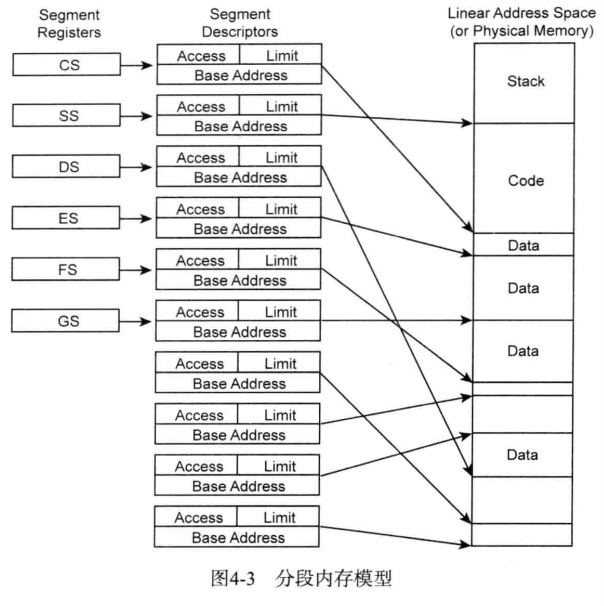 Segment
Registers
Segment
Descriptors
Linear Address Space
(or Physical Memory)
CS
Access Limit
Base Address
Stack
SS
Access Limit
Base Address
DS
Access Limit
Base Address
Code
ES
Access Limit
Base Address
Data
FS
Access Limit
Base Address
Data
GS
Access Limit
Base Address
Data
Access Limit
Base Address
Access Limit
Base Address
Access Limit
Base Address
Data
Access Limit
Base Address
图4-3 分段内存模型